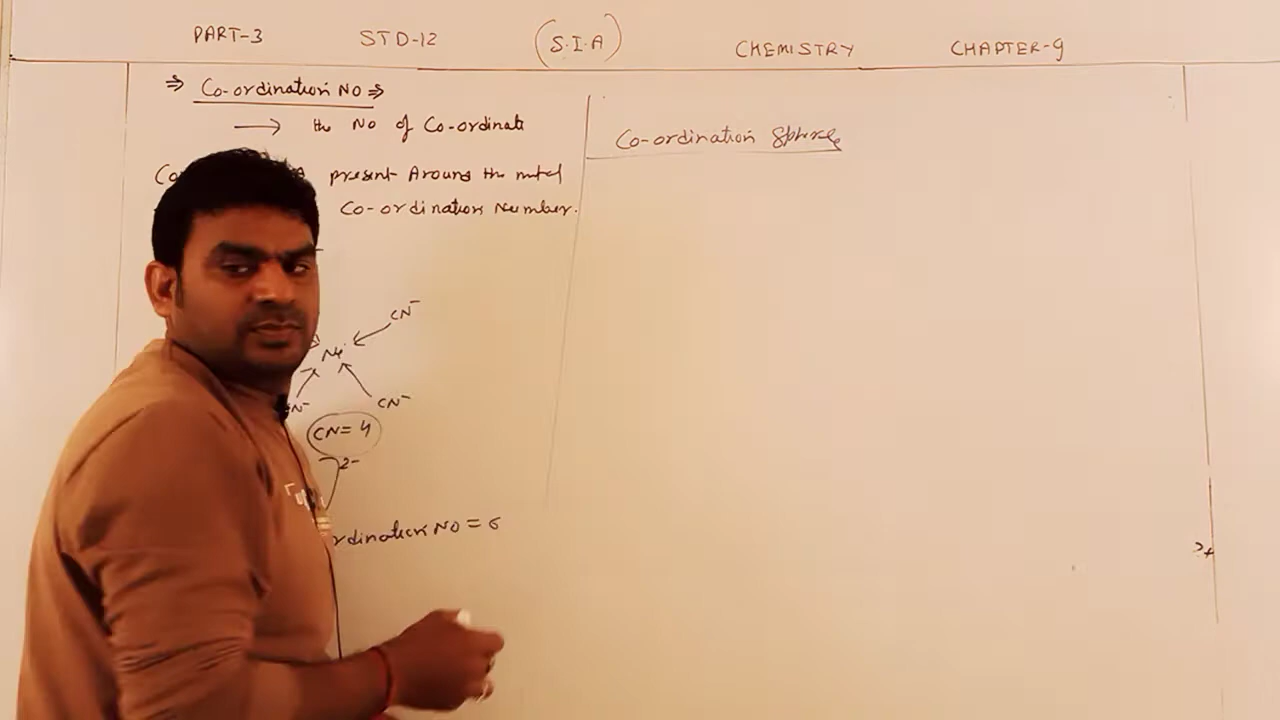 PART-3 STD-12 (S.I.A) CHEMISTRY CHAPTER-9
⇒ Co-ordination NO ⇒
→ the NO of Co-ordinate
present Around the metal
Co-ordination Number.
Co-ordination Sphere
CN⁻
Ni
CN⁻
CN= 4
2-
rdination NO = 6